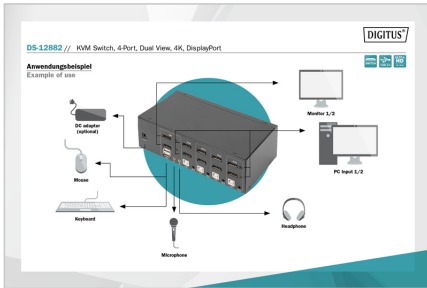 DIGITUS®
DS-12882 // KVM Switch, 4-Port, Dual View, 4K, DisplayPort
Anwendungsbeispiel
Example of use
DC adapter
(optional)
Monitor 1/2
Mouse
PC Input 1/2
Keyboard
Headphone
Microphone